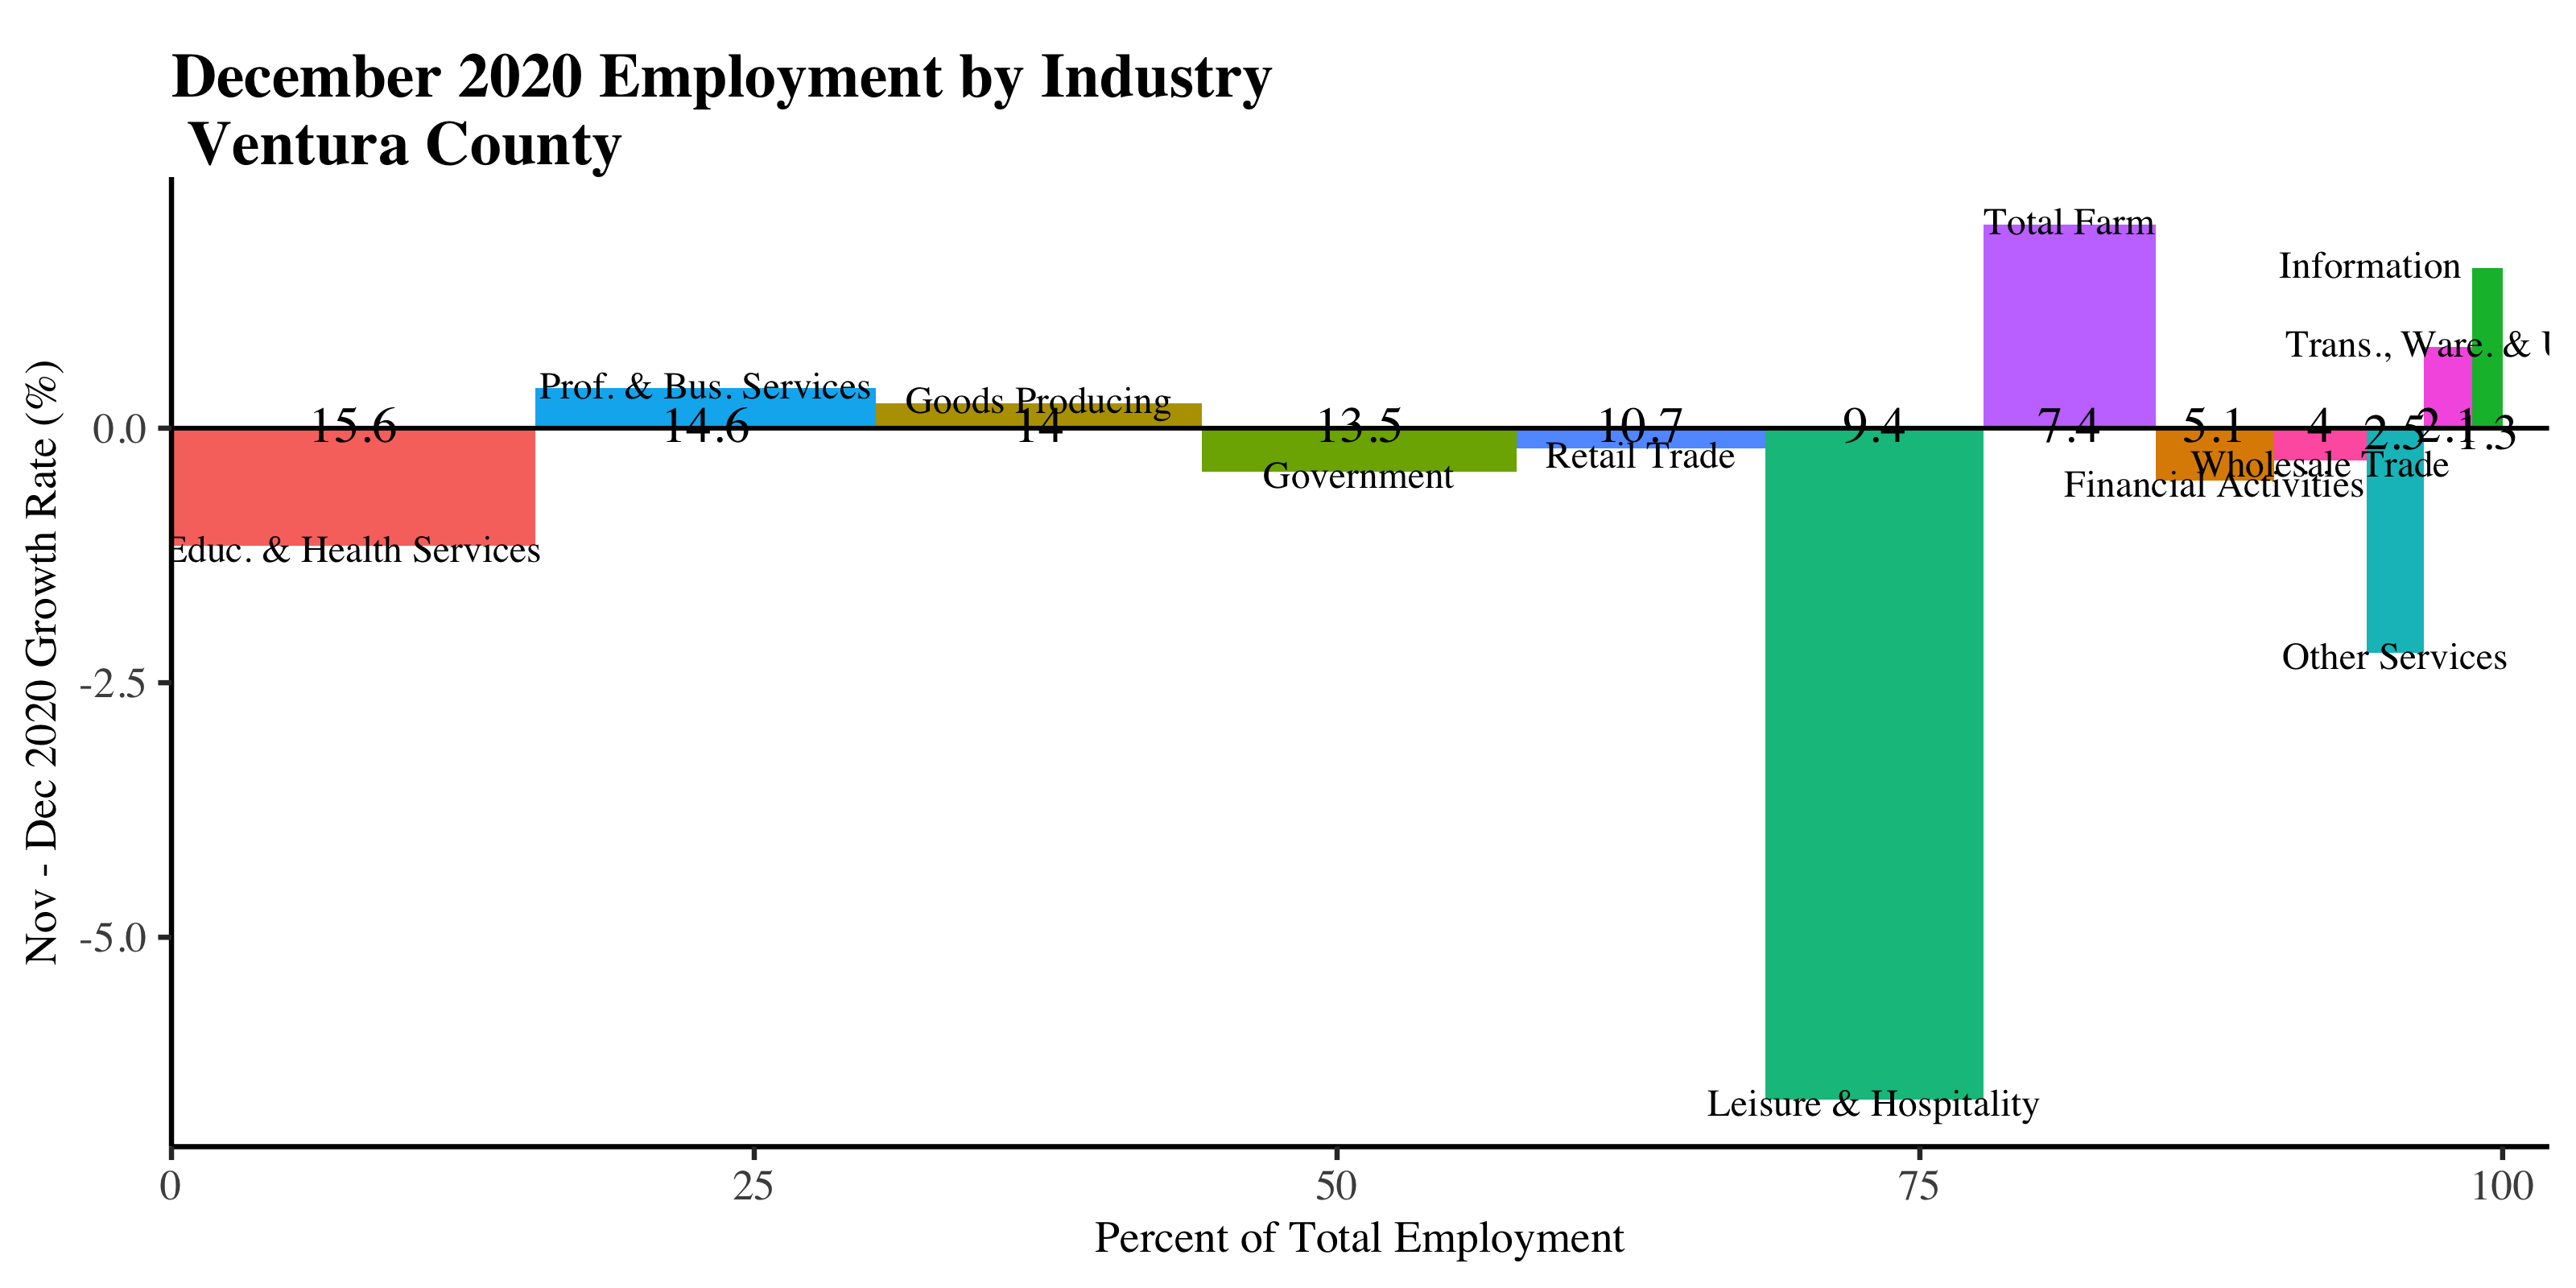 December 2020 Employment by Industry
Ventura County
Total Farm
Information
Trans., Ware. &
Prof. & Bus. Services
Goods Producing
0.0
15.6
14.6
14
13.5
10.7
9.4
7.4
5.1
4
2.5
2.1
1.3
Retail Trade
Wholesale Trade
Government
Financial Activities
Educ. & Health Services
Other Services
-2.5
-5.0
Leisure & Hospitality
Nov - Dec 2020 Growth Rate (%)
0
25
50
75
100
Percent of Total Employment